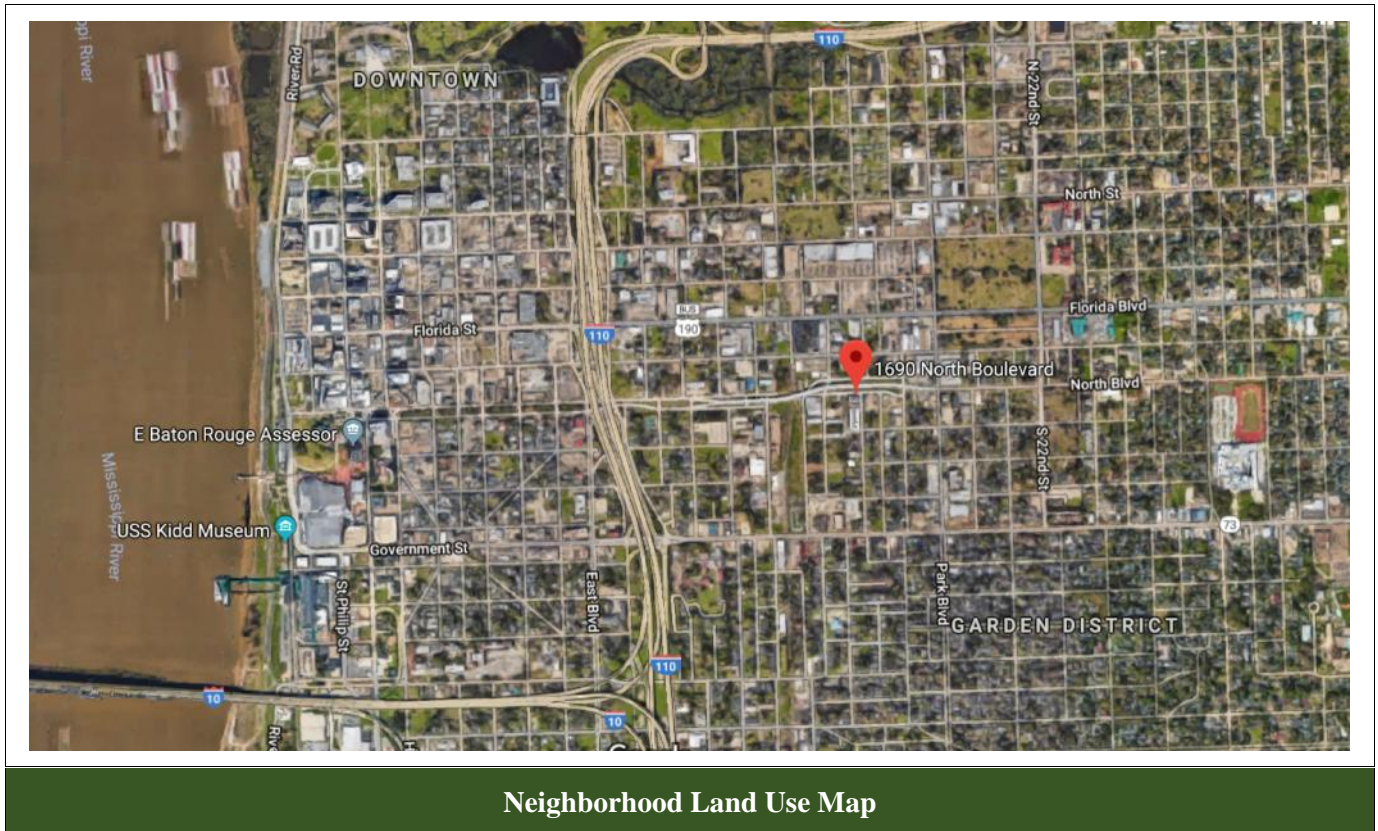 110
DOWNTOWN
River Rd
N 22nd St
North St
Florida Blvd
BUS
190
Florida St
110
1690 North Boulevard
North Blvd
E Baton Rouge Assessor
S 22nd St
Mississippi River
USS Kidd Museum
73
Government St
St Philip St
East Blvd
Park Blvd
GARDEN DISTRICT
110
10
10
Neighborhood Land Use Map